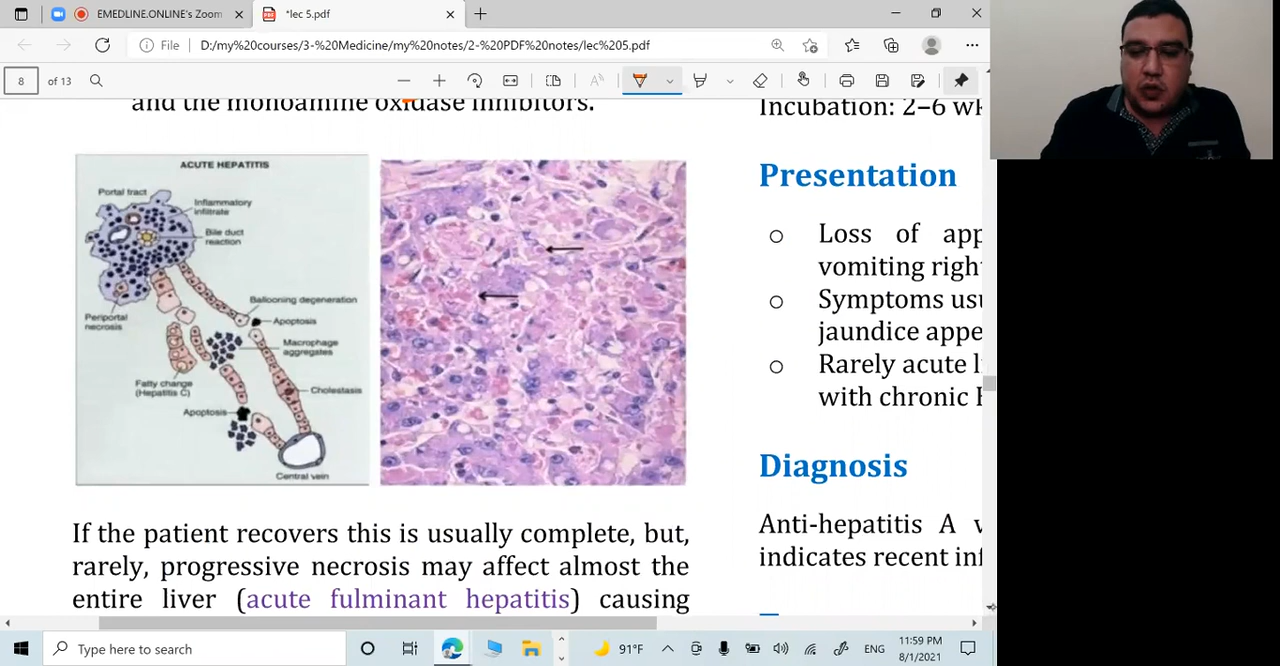 EMEDLINE.ONLINE's Zoom
*lec 5.pdf
File
D:/my%20courses/3-%20Medicine/my%20notes/2-%20PDF%20notes/lec%205.pdf
8
of 13
and the monoamine oxidase inhibitors.
ACUTE HEPATITIS
Portal tract
Inflammatory
infiltrate
Bile duct
reaction
Ballooning degeneration
Periportal
necrosis
Apoptosis
Macrophage
aggregates
Fatty change
(Hepatitis C)
Cholestasis
Apoptosis
Central vein
If the patient recovers this is usually complete, but,
rarely, progressive necrosis may affect almost the
entire liver (acute fulminant hepatitis) causing
Incubation: 2–6 wk
Presentation
Loss of app
vomiting righ
Symptoms usu
jaundice appe
Rarely acute l
with chronic
Diagnosis
Anti-hepatitis A v
indicates recent in
Type here to search
91°F
ENG
11:59 PM
8/1/2021